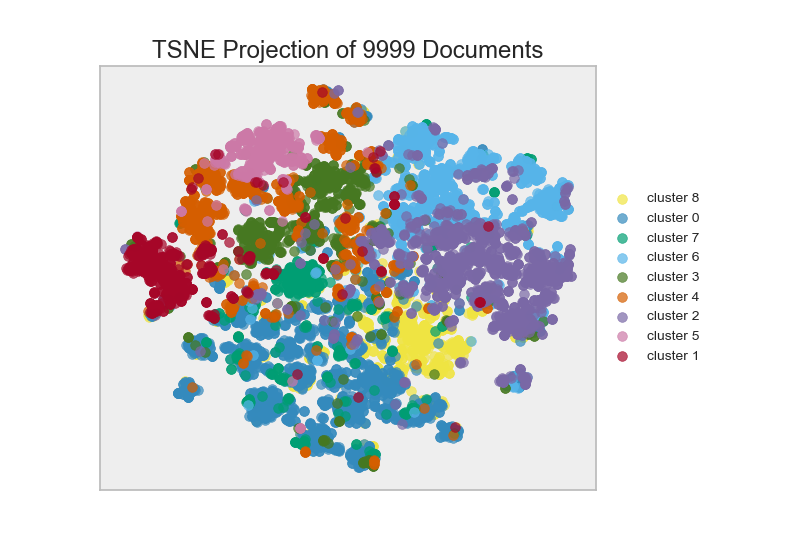 TSNE Projection of 9999 Documents
cluster 8
cluster 0
cluster 7
cluster 6
cluster 3
cluster 4
cluster 2
cluster 5
cluster 1